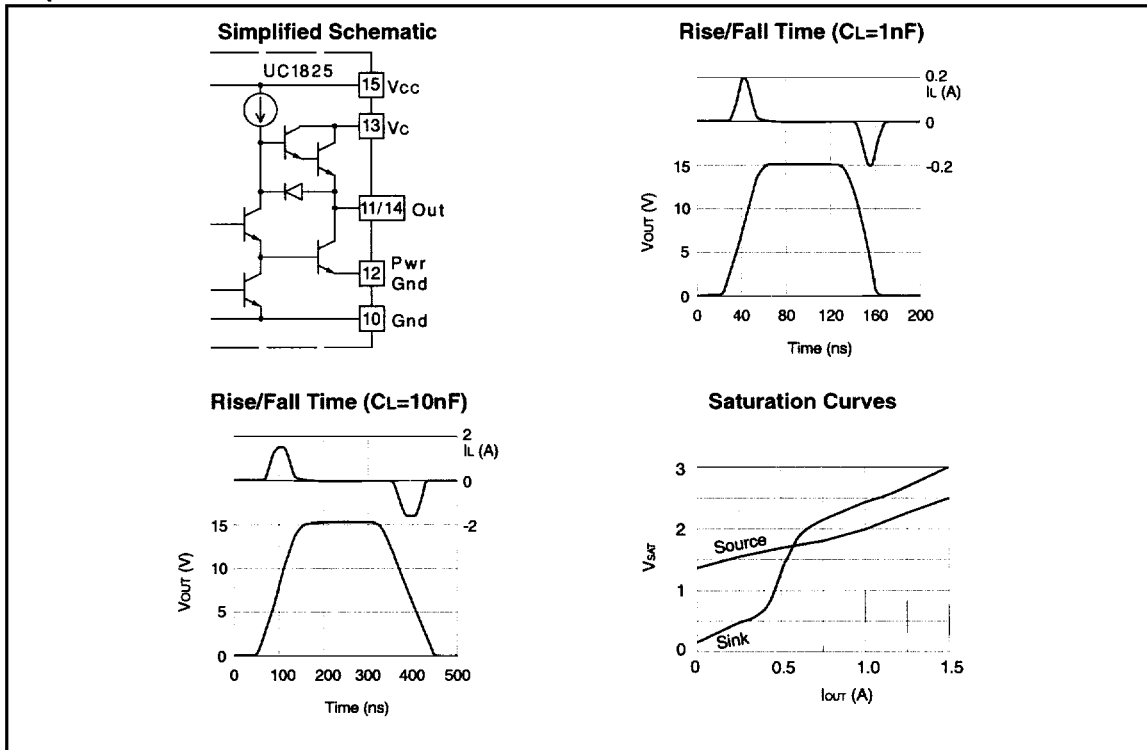 Simplified Schematic
UC1825
15 Vcc
13 Vc
11/14 Out
12 Pwr
Gnd
10 Gnd
Rise/Fall Time (CL=1nF)
0.2
IL (A)
0
-0.2
15
10
5
0
VOUT (V)
0 40 80 120 160 200
Time (ns)
Rise/Fall Time (CL=10nF)
2
IL (A)
0
-2
15
10
5
0
VOUT (V)
0 100 200 300 400 500
Time (ns)
Saturation Curves
3
2
1
0
VSAT
Source
Sink
0 0.5 1.0 1.5
IOUT (A)